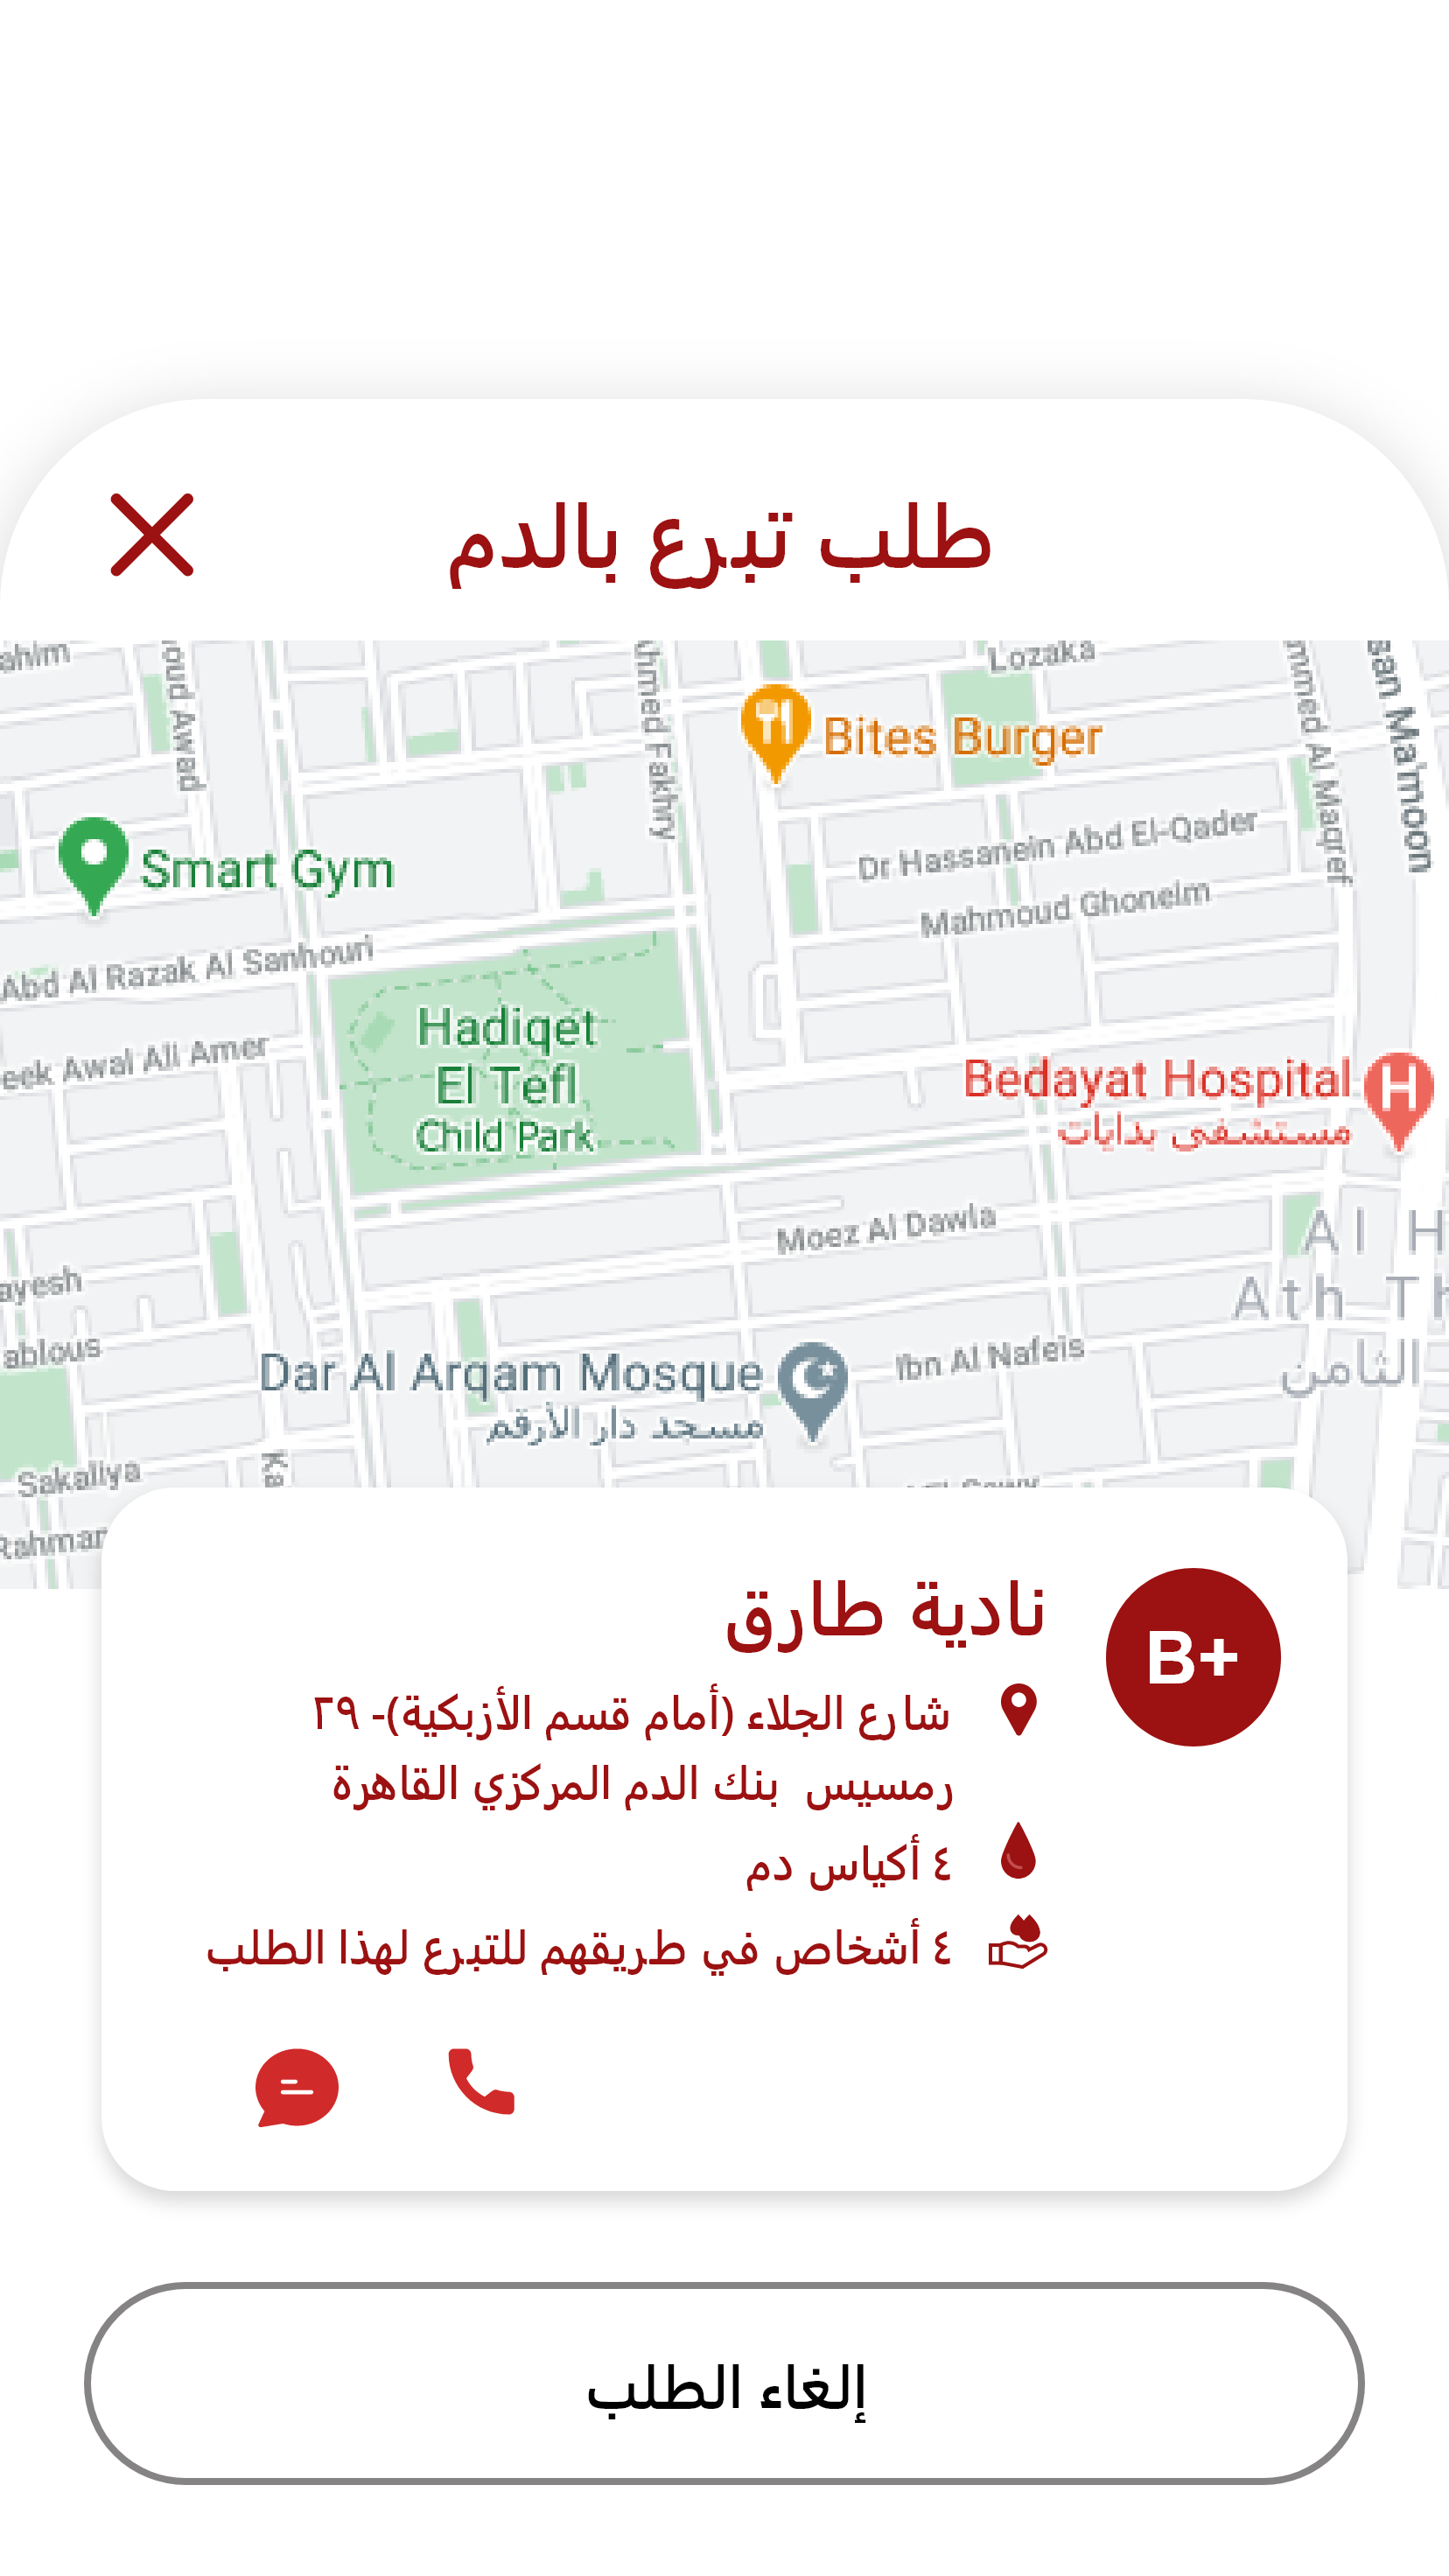 طلب تبرع بالدم
ahim
oud Awad
Ahmed Fakhry
Lozaka
mmed Al Maqref
san Ma'moon
Bites Burger
Smart Gym
Dr Hassanein Abd El-Qader
Mahmoud Ghoneim
Abd Al Razak Al Sanhouri
eek Awal Ali Amer
Hadiqet
El Tefl
Child Park
Bedayat Hospital
مستشفى بدايات
Moez Al Dawla
Al H
Ath Th
الثامن
ayesh
ablous
Ibn Al Nafeis
Dar Al Arqam Mosque
مسجد دار الأرقم
Sakaliya
Ka
Rahman
B+
نادية طارق
شارع الجلاء (أمام قسم الأزبكية)- ٢٩
رمسيس بنك الدم المركزي القاهرة
٤ أكياس دم
٤ أشخاص في طريقهم للتبرع لهذا الطلب
إلغاء الطلب